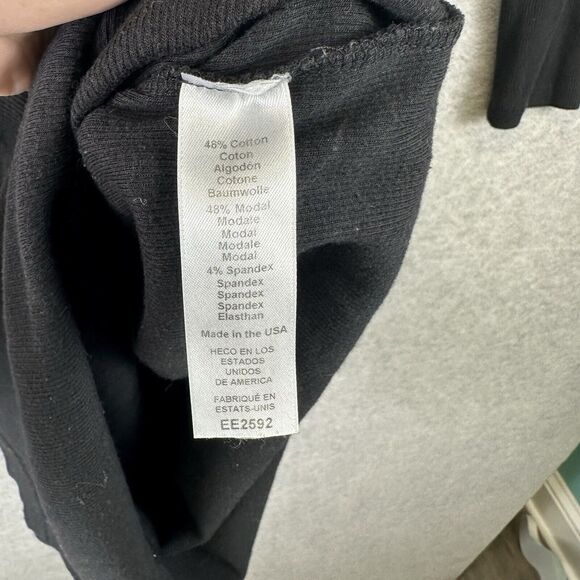 48% Cotton
Coton
Algodón
Cotone
Baumwolle
48% Modal
Modale
Modal
Modale
Modal
4% Spandex
Spandex
Spandex
Spandex
Elasthan
Made in the USA
HECO EN LOS
ESTADOS
UNIDOS
DE AMERICA
FABRIQUÉ EN
ESTATS-UNIS
EE2592